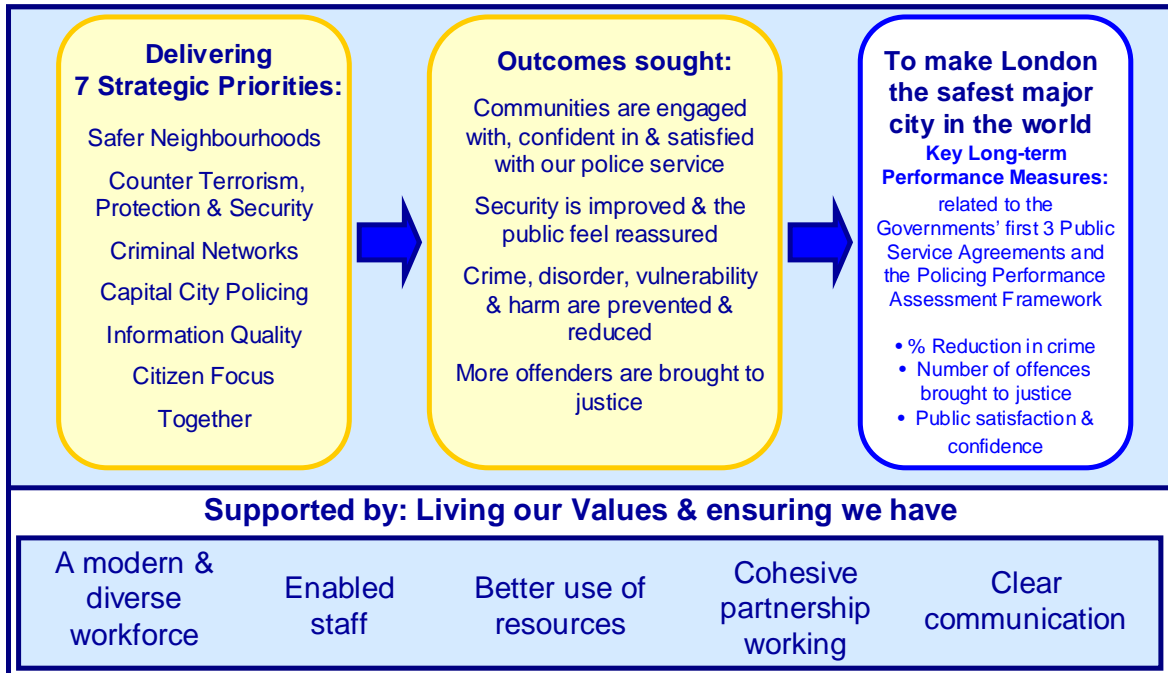 Delivering
7 Strategic Priorities:
Safer Neighbourhoods
Counter Terrorism,
Protection & Security
Criminal Networks
Capital City Policing
Information Quality
Citizen Focus
Together
Outcomes sought:
Communities are engaged
with, confident in & satisfied
with our police service
Security is improved & the
public feel reassured
Crime, disorder, vulnerability
& harm are prevented &
reduced
More offenders are brought to
justice
To make London
the safest major
city in the world
Key Long-term
Performance Measures:
related to the
Governments' first 3 Public
Service Agreements and
the Policing Performance
Assessment Framework
• % Reduction in crime
• Number of offences
brought to justice
• Public satisfaction &
confidence
Supported by: Living our Values & ensuring we have
A modern &
diverse
workforce
Enabled
staff
Better use of
resources
Cohesive
partnership
working
Clear
communication